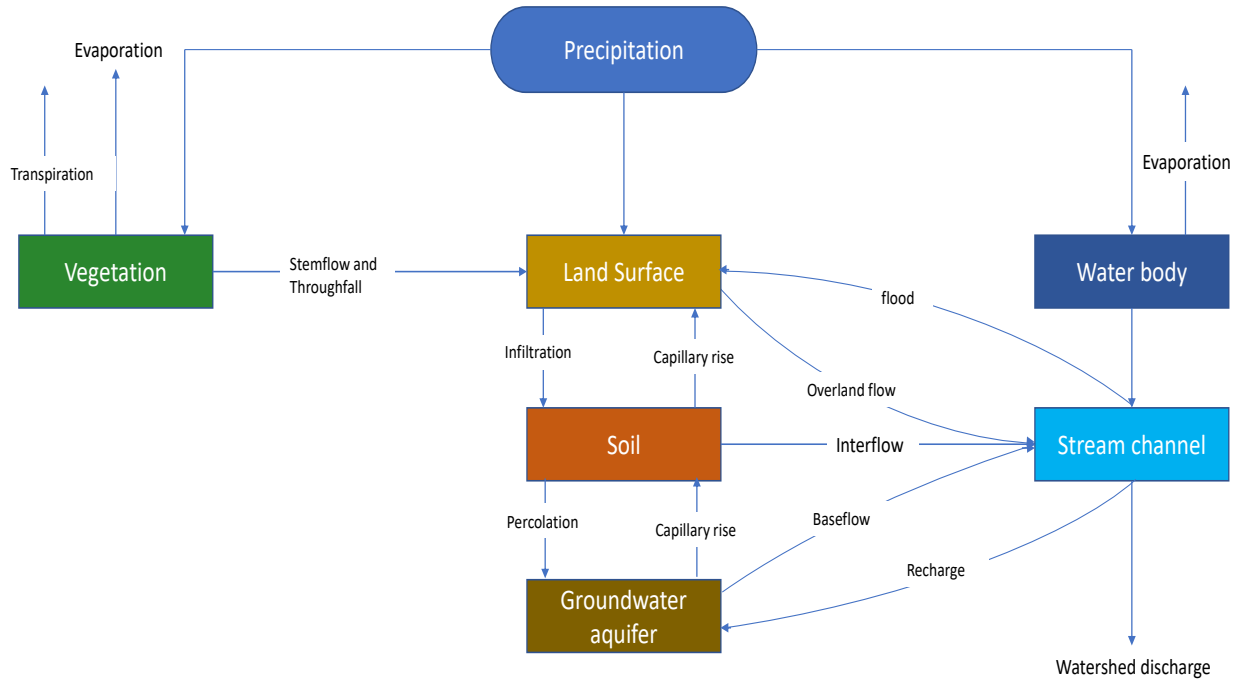 Precipitation
Evaporation
Transpiration
Evaporation
Vegetation
Stemflow and
Throughfall
Land Surface
Water body
flood
Infiltration
Capillary rise
Overland flow
Soil
Interflow
Stream channel
Percolation
Capillary rise
Baseflow
Recharge
Groundwater
aquifer
Watershed discharge